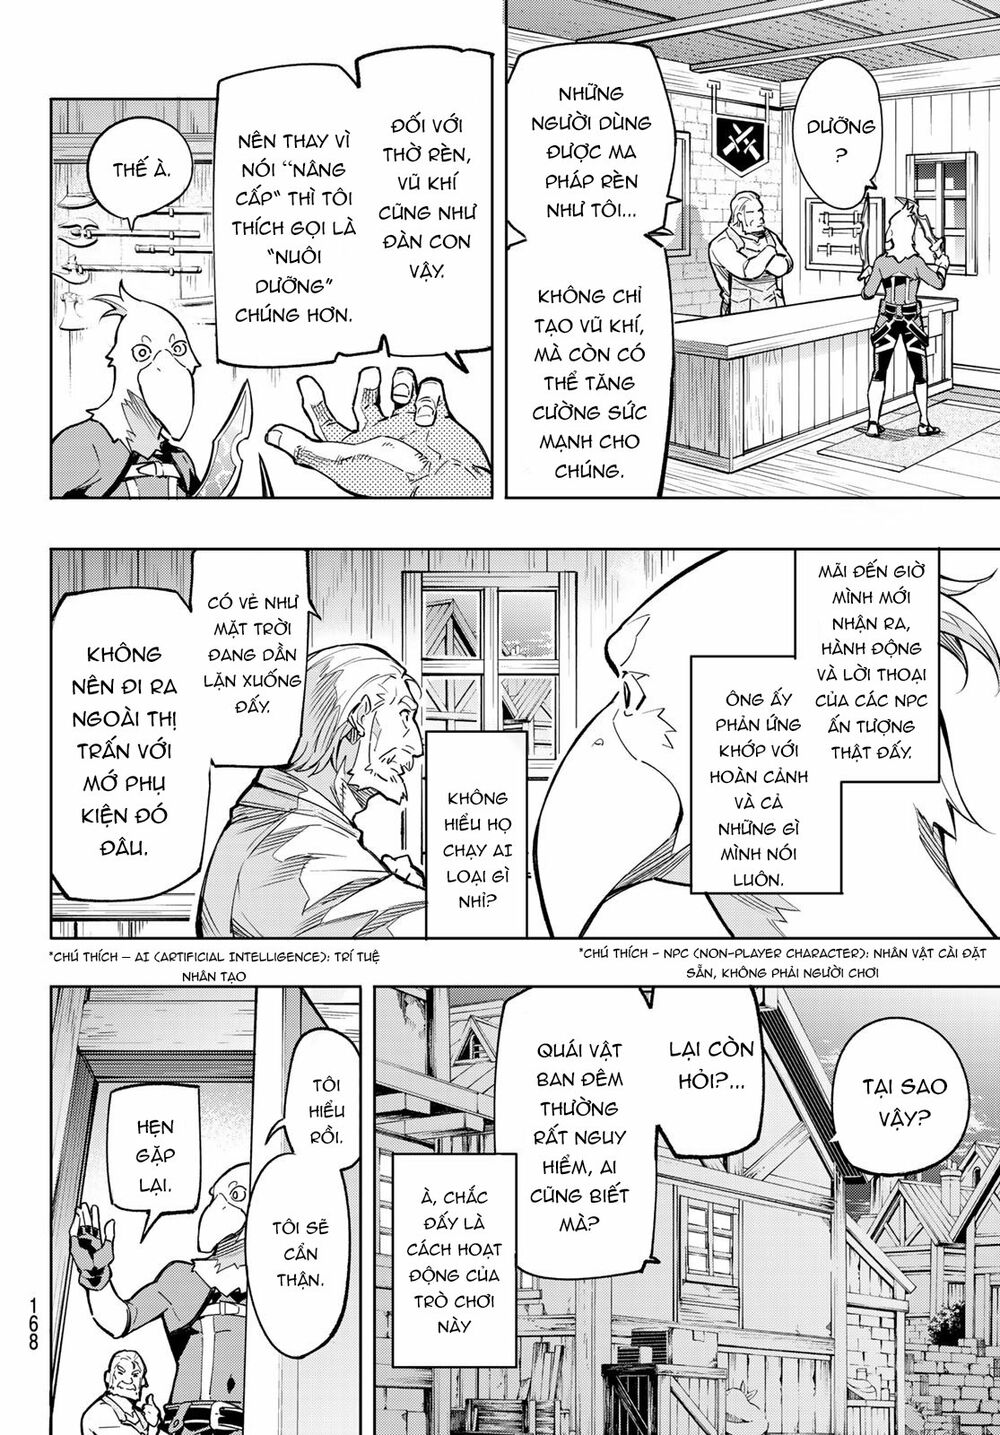 DƯỠNG
?
NHỮNG
NGƯỜI DÙNG
ĐƯỢC MA
PHÁP RÈN
NHƯ TÔI...
KHÔNG CHỈ
TẠO VŨ KHÍ,
MÀ CÒN CÓ
THỂ TĂNG
CƯỜNG SỨC
MẠNH CHO
CHÚNG.
ĐỐI VỚI
THỜ RÈN,
VŨ KHÍ
CŨNG NHƯ
ĐÀN CON
VẬY.
NÊN THAY VÌ
NÓI "NÂNG
CẤP" THÌ TÔI
THÍCH GỌI LÀ
"NUÔI
DƯỠNG"
CHÚNG HƠN.
THẾ À.
MÃI ĐẾN GIỜ
MÌNH MỚI
NHẬN RA,
HÀNH ĐỘNG
VÀ LỜI THOẠI
CỦA CÁC NPC
ẤN TƯỢNG
THẬT ĐẤY.
ÔNG ẤY
PHẢN ỨNG
KHỚP VỚI
HOÀN CẢNH
VÀ CẢ
NHỮNG GÌ
MÌNH NÓI
LUÔN.
KHÔNG
HIỂU HỌ
CHẠY AI
LOẠI GÌ
NHỈ?
CÓ VẺ NHƯ
MẶT TRỜI
ĐANG DẦN
LẶN XUỐNG
ĐẤY.
KHÔNG
NÊN ĐI RA
NGOÀI THỊ
TRẤN VỚI
MỚ PHỤ
KIỆN ĐÓ
ĐÂU.
*CHÚ THÍCH - NPC (NON-PLAYER CHARACTER): NHÂN VẬT CÀI ĐẶT
SẴN, KHÔNG PHẢI NGƯỜI CHƠI
*CHÚ THÍCH – AI (ARTIFICIAL INTELLIGENCE): TRÍ TUỆ
NHÂN TẠO
TẠI SAO
VẬY?
LẠI CÒN
HỎI?...
QUÁI VẬT
BAN ĐÊM
THƯỜNG
RẤT NGUY
HIỂM, AI
CŨNG BIẾT
MÀ?
À, CHẮC
ĐẤY LÀ
CÁCH HOẠT
ĐỘNG CỦA
TRÒ CHƠI
NÀY
TÔI
HIỂU
RỒI.
TÔI SẼ
CẨN
THẬN.
HẸN
GẶP
LẠI.
168